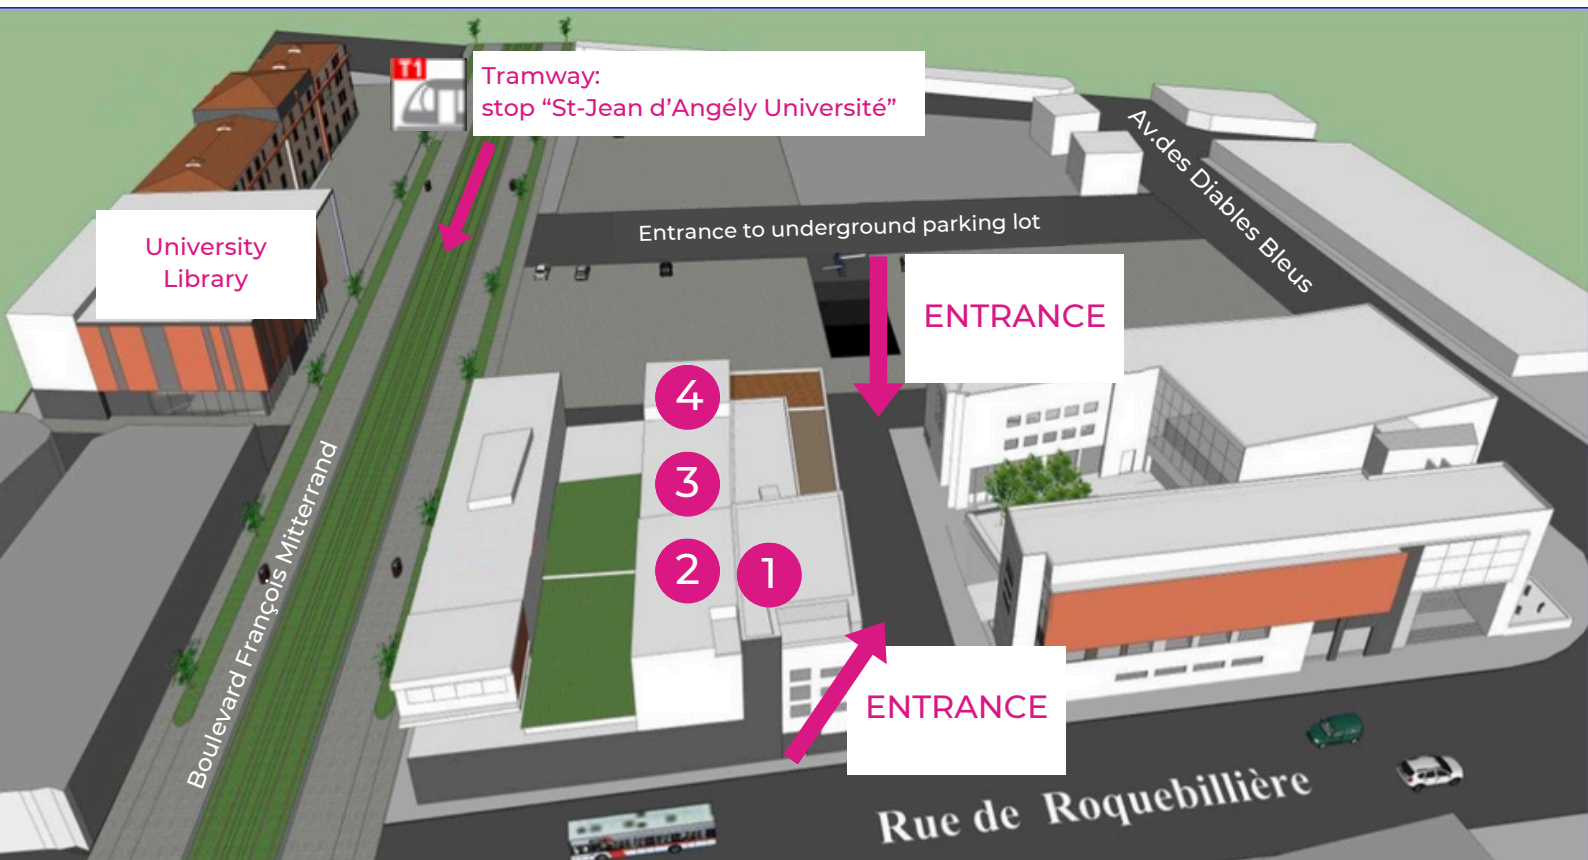 T1
Tramway:
stop “St-Jean d’Angély Université”
Av.des Diables Bleus
University
Library
Entrance to underground parking lot
ENTRANCE
4
3
2
1
Boulevard François Mitterrand
ENTRANCE
Rue de Roquebillière